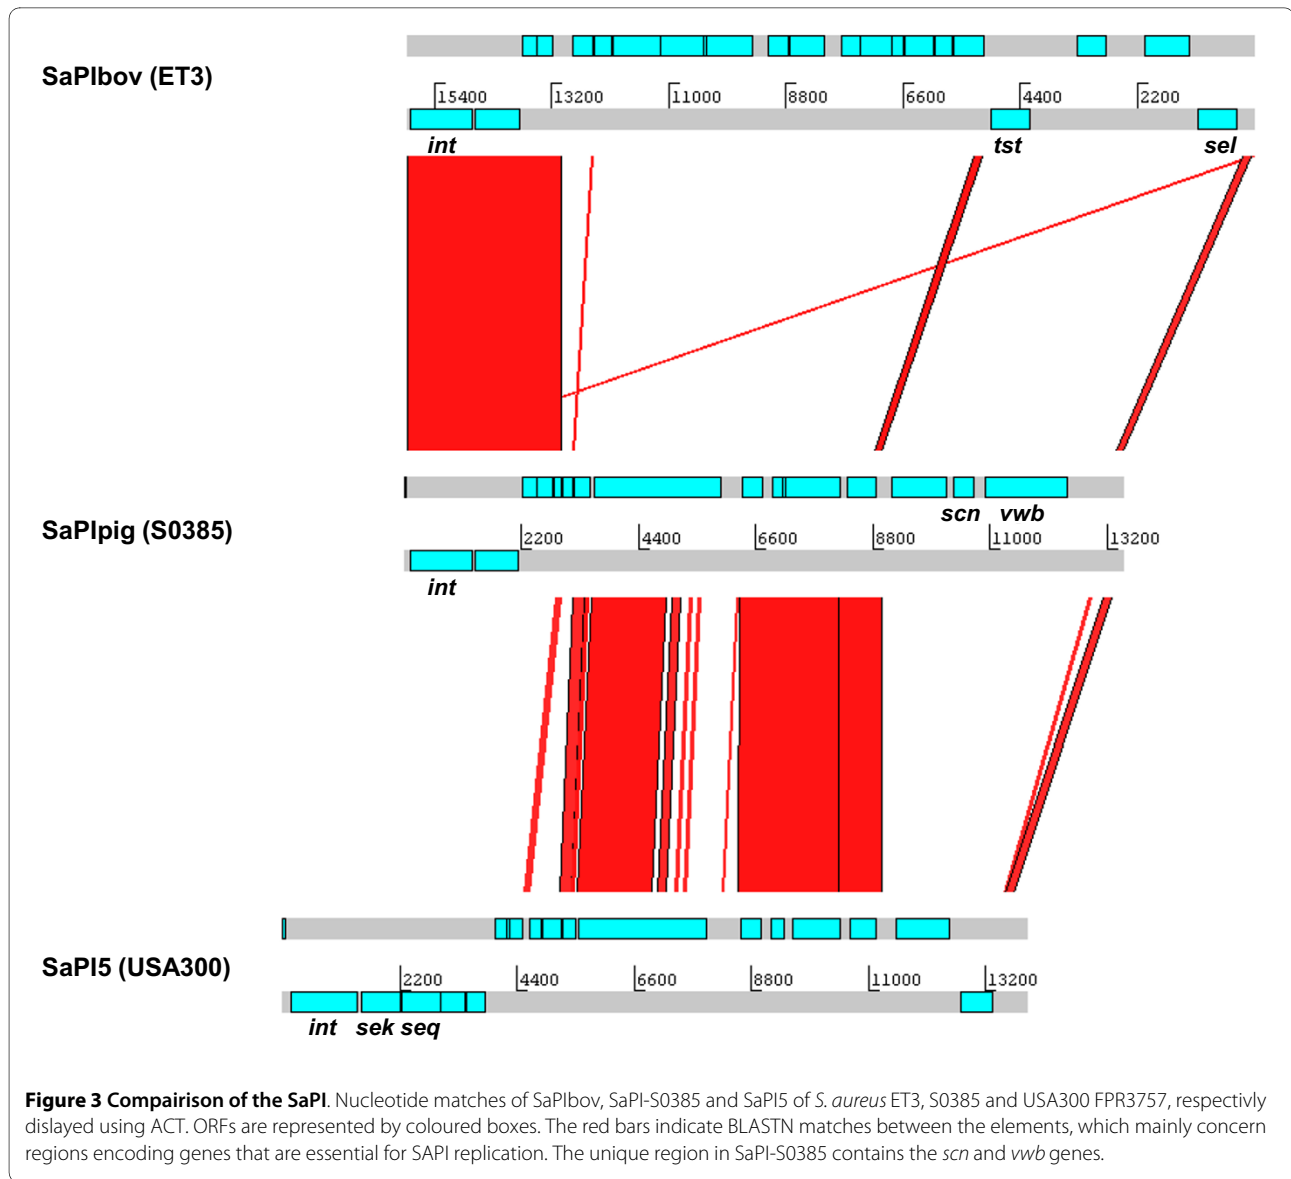 SaPIbov (ET3)
15400 13200 11000 8800 6600 4400 2200
int tst sel
scn vwb
SaPIpig (S0385)
2200 4400 6600 8800 11000 13200
int
SaPI5 (USA300)
2200 4400 6600 8800 11000 13200
int sek seq
Figure 3 Compairison of the SaPI. Nucleotide matches of SaPIbov, SaPI-S0385 and SaPI5 of S. aureus ET3, S0385 and USA300 FPR3757, respectivly
dislayed using ACT. ORFs are represented by coloured boxes. The red bars indicate BLASTN matches between the elements, which mainly concern
regions encoding genes that are essential for SAPI replication. The unique region in SaPI-S0385 contains the scn and vwb genes.